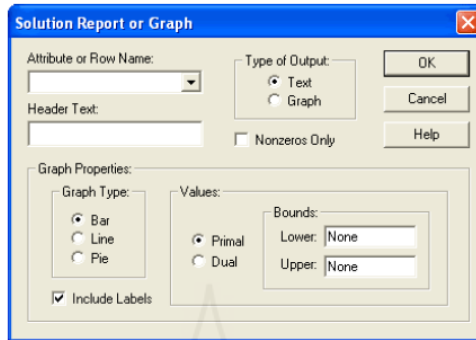 Solution Report or Graph
Attribute or Row Name:
Header Text:
Type of Output:
Text
Graph
Nonzeros Only
OK
Cancel
Help
Graph Properties:
Graph Type:
Bar
Line
Pie
Include Labels
Values:
Primal
Dual
Bounds:
Lower: None
Upper: None